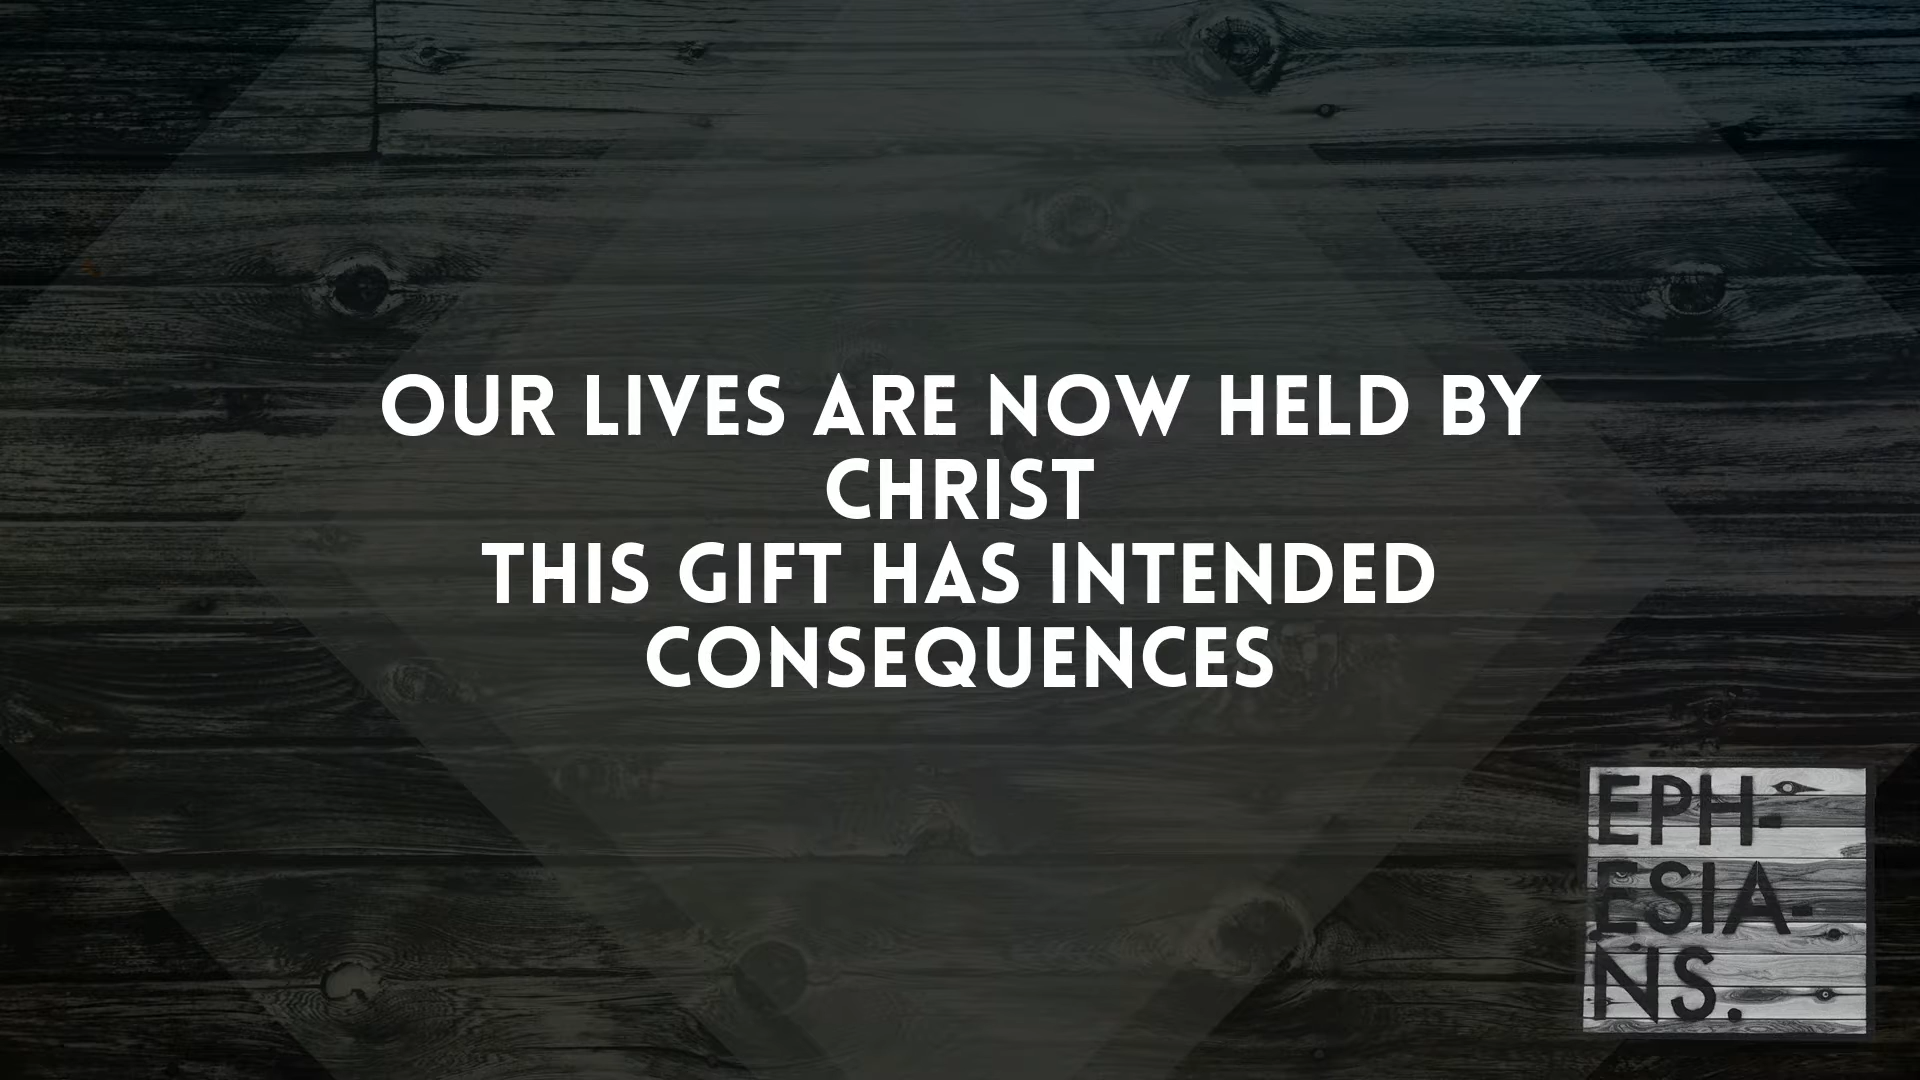 OUR LIVES ARE NOW HELD BY
CHRIST
THIS GIFT HAS INTENDED
CONSEQUENCES
EPH-
ESIA-
NS.